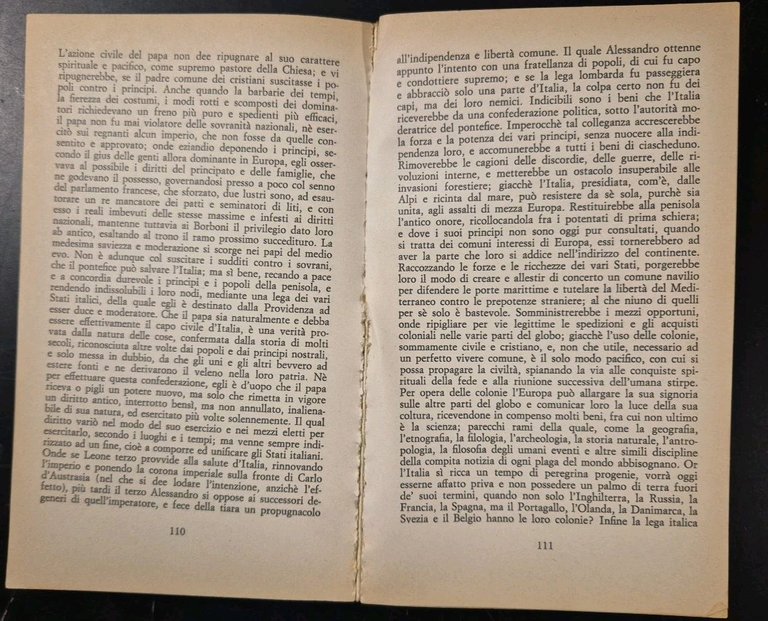 L'azione civile del papa non dee ripugnare al suo carattere
spirituale e pacifico, come supremo pastore della Chiesa; e vi
ripugnerebbe, se il padre comune dei cristiani suscitasse i po-
poli contro i principi. Anche quando la barbarie dei tempi,
la fierezza dei costumi, i modi rotti e scomposti dei domina-
tori richiedevano un freno più puro e spedienti più efficaci,
il papa non fu mai violatore delle sovranità nazionali, nè eser-
citò sui regnanti alcun imperio, che non fosse da quelle con-
sentito e approvato; onde eziandio deponendo i principi, se-
condo il gius delle genti allora dominante in Europa, egli osser-
vava al possibile i diritti del principato e delle famiglie, che
ne godevano il possesso, governandosi presso a poco col senno
del parlamento francese, che sforzato, due lustri sono, ad esau-
torare un re mancatore dei patti e seminatori di liti, e con
esso i reali imbevuti delle stesse massime e infesti ai diritti
nazionali, mantenne tuttavia ai Borboni il privilegio dato loro
ab antico, esaltando al trono il ramo prossimo succedituro. La
medesima saviezza e moderazione si scorge nei papi del medio
evo. Non è adunque col suscitare i sudditi contro i sovrani,
che il pontefice può salvare l'Italia; ma sì bene, recando a pace
e a concordia durevole i principi e i popoli della penisola, e
rendendo indissolubili i loro nodi, mediante una lega dei vari
Stati italici, della quale egli è destinato dalla Providenza ad
esser duce e moderatore. Che il papa sia naturalmente e debba
essere effettivamente il capo civile d'Italia, è una verità pro-
vata dalla natura delle cose, confermata dalla storia di molti
secoli, riconosciuta altre volte dai popoli e dai principi nostrali,
e solo messa in dubbio, da che gli uni e gli altri bevvero ad
estere fonti e ne derivarono il veleno nella loro patria. Nè
per effettuare questa confederazione, egli è d'uopo che il papa
riceva o pigli un potere nuovo, ma solo che rimetta in vigore
un diritto antico, interrotto bensì, ma non annullato, inaliena-
bile di sua natura, ed esercitato più volte solennemente. Il qual
diritto variò nel modo del suo esercizio e nei mezzi eletti per
esercitarlo, secondo i luoghi e i tempi; ma venne sempre indi-
rizzato ad un fine, cioè a comporre ed unificare gli Stati italiani.
Onde se Leone terzo provvide alla salute d'Italia, rinnovando
l'imperio e ponendo la corona imperiale sulla fronte di Carlo
d'Austrasia (nel che si dee lodare l'intenzione, anzichè l'ef-
fetto), più tardi il terzo Alessandro si oppose ai successori de-
generi di quell'imperatore, e fece della tiara un propugnacolo
110
all'indipendenza e libertà comune. Il quale Alessandro ottenne
appunto l'intento con una fratellanza di popoli, di cui fu capo
e condottiere supremo; e se la lega lombarda fu passeggiera
e abbracciò solo una parte d'Italia, la colpa certo non fu dei
capi, ma dei loro nemici. Indicibili sono i beni che l'Italia
riceverebbe da una confederazione politica, sotto l'autorità mo-
deratrice del pontefice. Imperocchè tal colleganza accrescerebbe
la forza e la potenza dei vari principi, senza nuocere alla indi-
pendenza loro, e accomunerebbe a tutti i beni di ciascheduno.
Rimoverebbe le cagioni delle discordie, delle guerre, delle ri-
voluzioni interne, e metterebbe un ostacolo insuperabile alle
invasioni forestiere; giacchè l'Italia, presidiata, com'è, dalle
Alpi e ricinta dal mare, può resistere da sè sola, purchè sia
unita, agli assalti di mezza Europa. Restituirebbe alla penisola
l'antico onore, ricollocandola fra i potentati di prima schiera;
e dove i suoi principi non sono oggi pur consultati, quando
si tratta dei comuni interessi di Europa, essi tornerebbero ad
aver la parte che loro si addice nell'indirizzo del continente.
Raccozzando le forze e le ricchezze dei vari Stati, porgerebbe
loro il modo di creare e allestir di concerto un comune navilio
per difendere le porte marittime e tutelare la libertà del Medi-
terraneo contro le prepotenze straniere; al che niuno di quelli
per sè solo è bastevole. Somministrerebbe i mezzi opportuni,
onde ripigliar per vie legittime le spedizioni e gli acquisti
coloniali nelle varie parti del globo; giacchè l'uso delle colonie,
sommamente civile e cristiano, e, non che utile, necessario ad
un perfetto vivere comune, è il solo modo pacifico, con cui si
possa propagare la civiltà, spianando la via alle conquiste spi-
rituali della fede e alla riunione successiva dell'umana stirpe.
Per opera delle colonie l'Europa può allargare la sua signoria
sulle altre parti del globo e comunicar loro la luce della sua
coltura, ricevendone in compenso molti beni, fra cui non ultimo
è la scienza; parecchi rami della quale, come la geografia,
l'etnografia, la filologia, l'archeologia, la storia naturale, l'antro-
pologia, la filosofia degli umani eventi e altre simili discipline
della compita notizia di ogni plaga del mondo abbisognano. Or
l'Italia sì ricca un tempo di peregrina progenie, vorrà oggi
esserne affatto priva e non possedere un palmo di terra fuori
de' suoi termini, quando non solo l'Inghilterra, la Russia, la
Francia, la Spagna, ma il Portogallo, l'Olanda, la Danimarca, la
Svezia e il Belgio hanno le loro colonie? Infine la lega italica
111